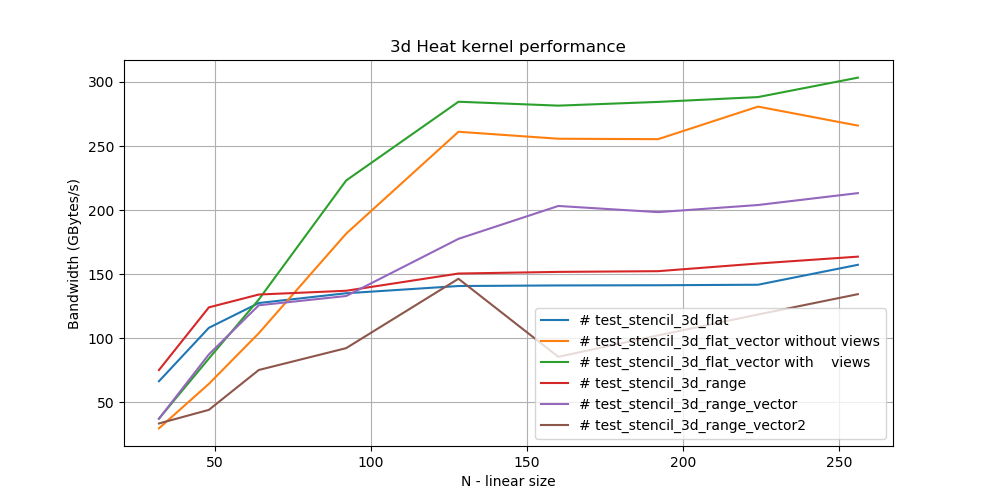 3d Heat kernel performance
300
250
200
150
100
50
Bandwidth (GBytes/s)
# test_stencil_3d_flat
# test_stencil_3d_flat_vector without views
# test_stencil_3d_flat_vector with    views
# test_stencil_3d_range
# test_stencil_3d_range_vector
# test_stencil_3d_range_vector2
50 100 150 200 250
N - linear size